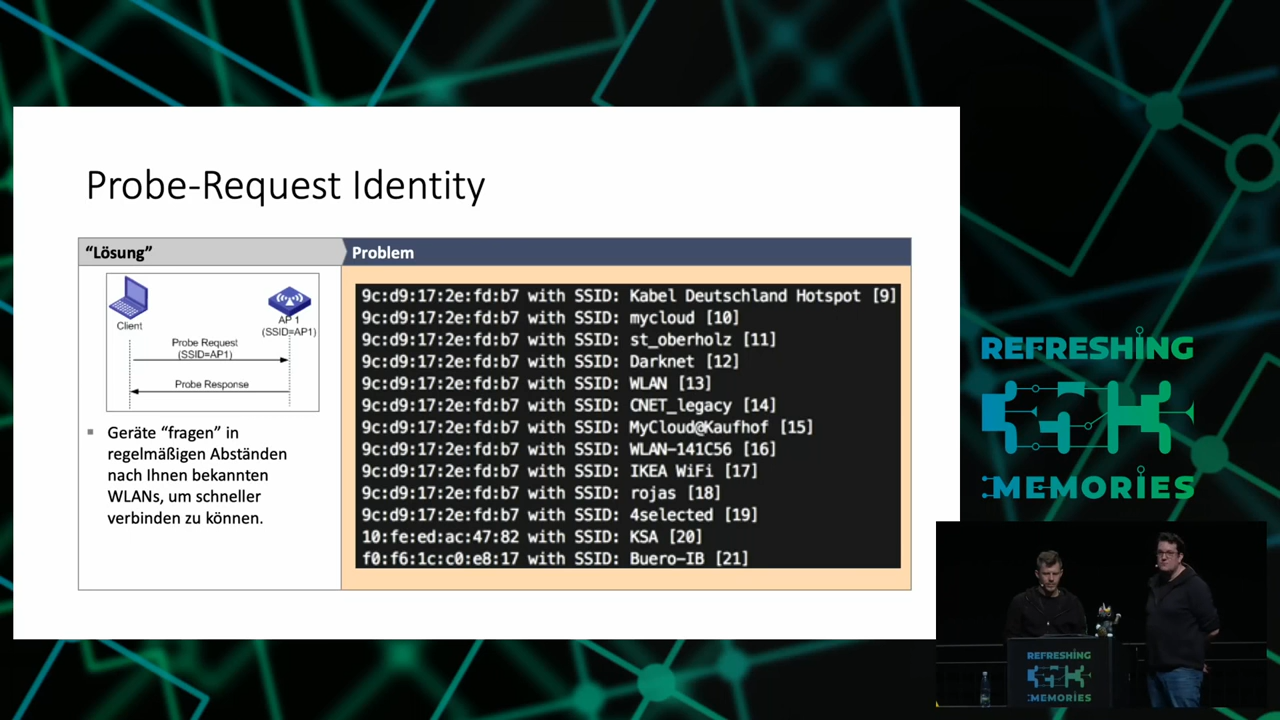 Probe-Request Identity
“Lösung”
Problem
Client
AP 1
(SSID=AP1)
Probe Request
(SSID=AP1)
Probe Response
Geräte “fragen” in
regelmäßigen Abständen
nach Ihnen bekannten
WLANs, um schneller
verbinden zu können.
9c:d9:17:2e:fd:b7 with SSID: Kabel Deutschland Hotspot [9]
9c:d9:17:2e:fd:b7 with SSID: mycloud [10]
9c:d9:17:2e:fd:b7 with SSID: st_oberholz [11]
9c:d9:17:2e:fd:b7 with SSID: Darknet [12]
9c:d9:17:2e:fd:b7 with SSID: WLAN [13]
9c:d9:17:2e:fd:b7 with SSID: CNET_legacy [14]
9c:d9:17:2e:fd:b7 with SSID: MyCloud@Kaufhof [15]
9c:d9:17:2e:fd:b7 with SSID: WLAN-141C56 [16]
9c:d9:17:2e:fd:b7 with SSID: IKEA WiFi [17]
9c:d9:17:2e:fd:b7 with SSID: rojas [18]
9c:d9:17:2e:fd:b7 with SSID: 4selected [19]
10:fe:ed:ac:47:82 with SSID: KSA [20]
f0:f6:1c:c0:e8:17 with SSID: Buero-IB [21]
REFRESHING
MEMORIES
REFRESHING
MEMORIES